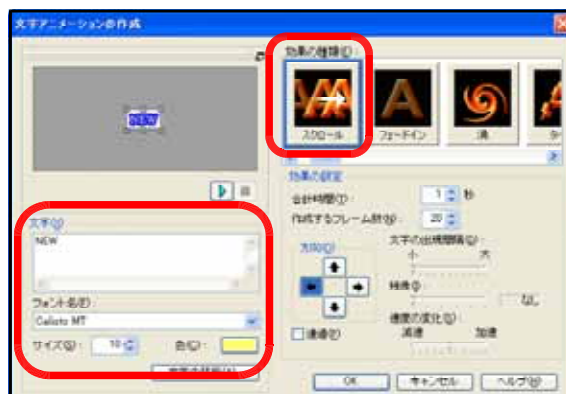 文字アニメーションの作成
NEW
文字(X)
NEW
フォント名(F)
Calisto MT
サイズ(S): 10 色(C):
効果の種類(E):
スクロール フェードイン 渦
効果の設定
合計時間(T): 1 秒
作成するフレーム数(N): 20
方向(D) 文字の出現間隔(G):
小 大
残像(I)
なし
速度の変化(L):
減速 加速
逆順(Z)
OK キャンセル ヘルプ(H)